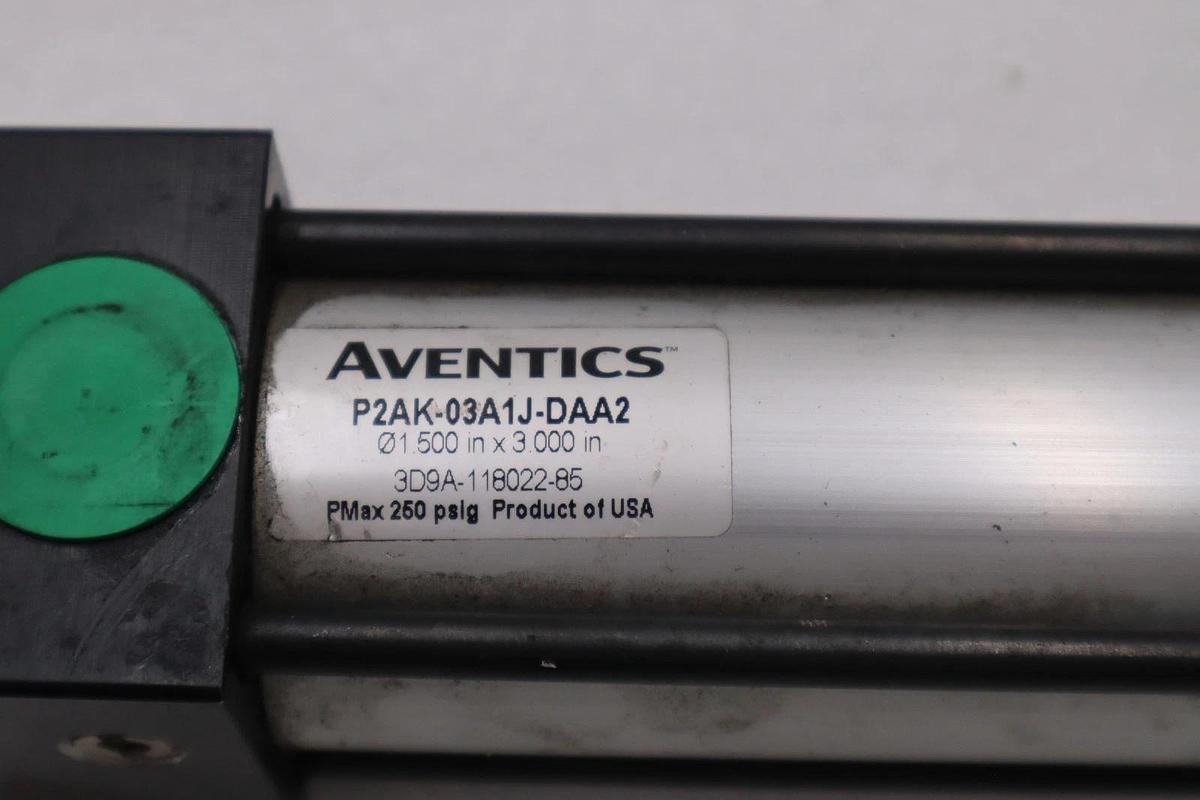 AVENTICS™
P2AK-03A1J-DAA2
Ø1.500 in x 3.000 in
3D9A-118022-85
PMax 250 psig Product of USA